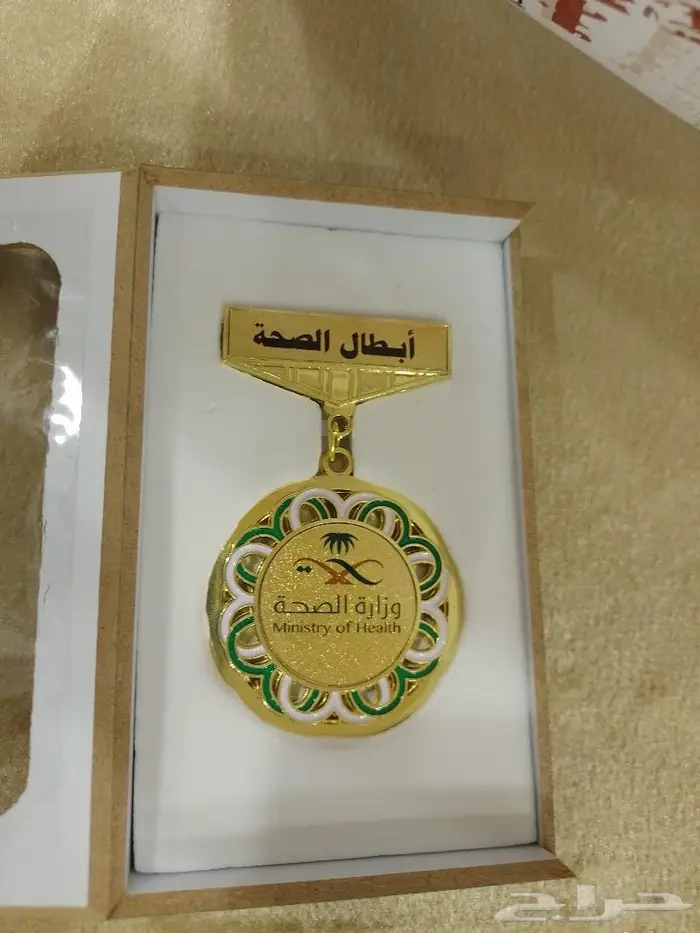 أبطال الصحة
وزارة الصحة
Ministry of Health
حراج